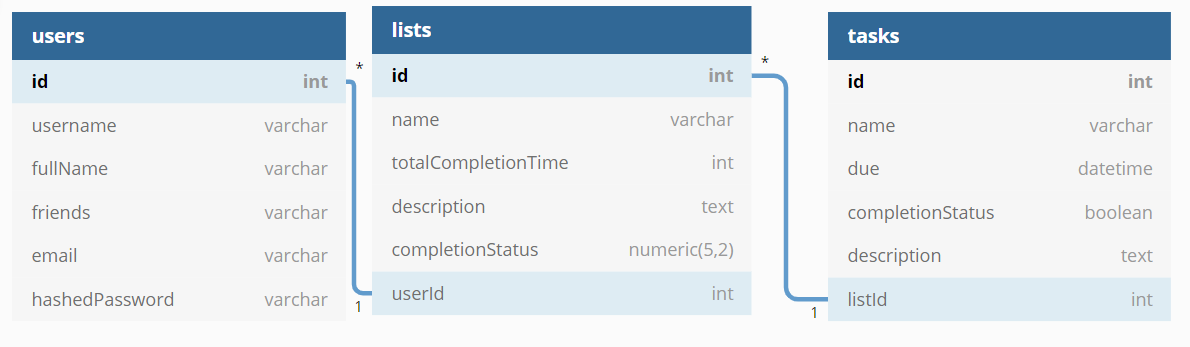 users
id int
username varchar
fullName varchar
friends varchar
email varchar
hashedPassword varchar
*
1
lists
id int
name varchar
totalCompletionTime int
description text
completionStatus numeric(5,2)
userId int
*
1
tasks
id int
name varchar
due datetime
completionStatus boolean
description text
listId int